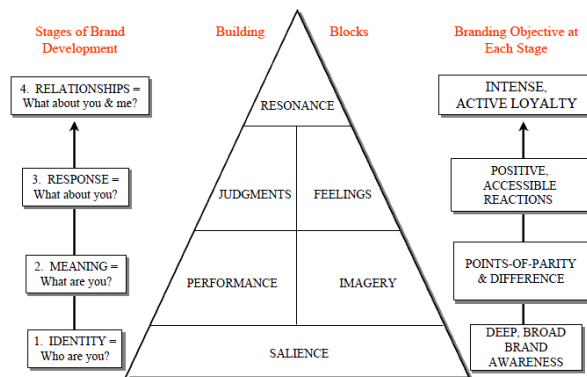 Stages of Brand
Development
Building
Blocks
Branding Objective at
Each Stage
4. RELATIONSHIPS =
What about you & me?
RESONANCE
INTENSE,
ACTIVE LOYALTY
3. RESPONSE =
What about you?
JUDGMENTS
FEELINGS
POSITIVE,
ACCESSIBLE
REACTIONS
2. MEANING =
What are you?
PERFORMANCE
IMAGERY
POINTS-OF-PARITY
& DIFFERENCE
1. IDENTITY =
Who are you?
SALIENCE
DEEP, BROAD
BRAND
AWARENESS